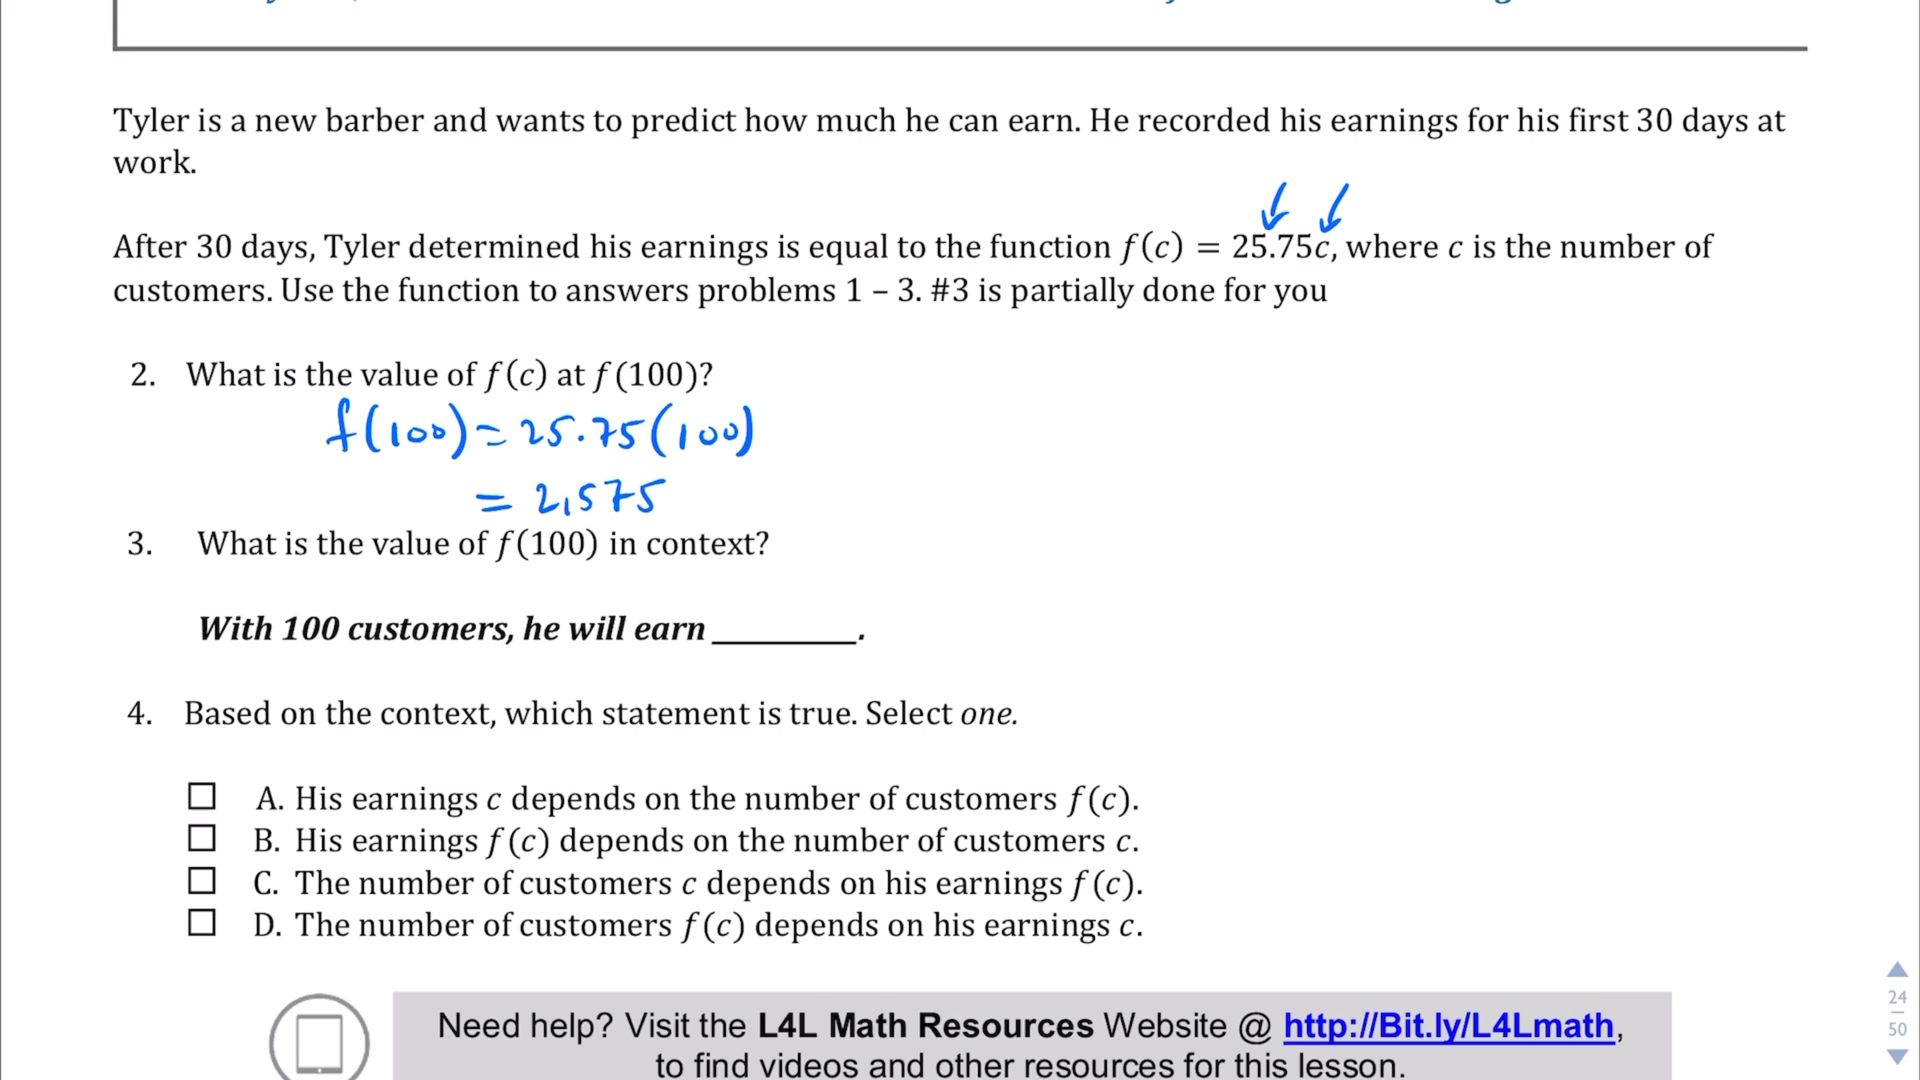 Tyler is a new barber and wants to predict how much he can earn. He recorded his earnings for his first 30 days at
work.
After 30 days, Tyler determined his earnings is equal to the function f(c) = 25.75c, where c is the number of
customers. Use the function to answers problems 1 – 3. #3 is partially done for you
2. What is the value of f(c) at f(100)?
f(100) = 25.75(100)
= 2,575
3. What is the value of f(100) in context?
With 100 customers, he will earn _________.
4. Based on the context, which statement is true. Select one.
☐ A. His earnings c depends on the number of customers f(c).
☐ B. His earnings f(c) depends on the number of customers c.
☐ C. The number of customers c depends on his earnings f(c).
☐ D. The number of customers f(c) depends on his earnings c.
Need help? Visit the L4L Math Resources Website @ http://Bit.ly/L4Lmath,
to find videos and other resources for this lesson.
24
50